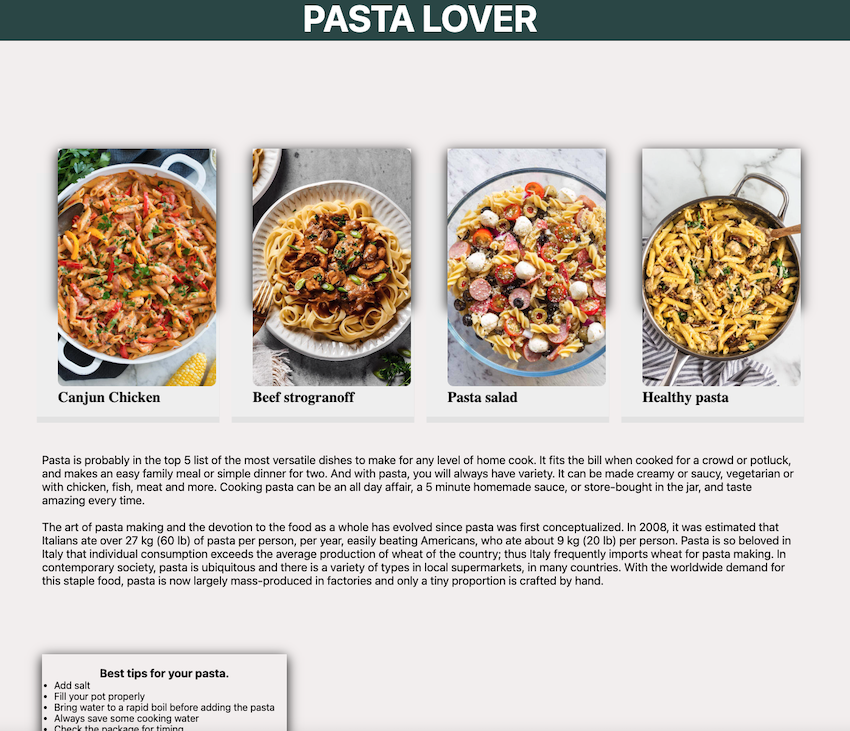 PASTA LOVER
Canjun Chicken
Beef strogranoff
Pasta salad
Healthy pasta
Pasta is probably in the top 5 list of the most versatile dishes to make for any level of home cook. It fits the bill when cooked for a crowd or potluck,
and makes an easy family meal or simple dinner for two. And with pasta, you will always have variety. It can be made creamy or saucy, vegetarian or
with chicken, fish, meat and more. Cooking pasta can be an all day affair, a 5 minute homemade sauce, or store-bought in the jar, and taste
amazing every time.
The art of pasta making and the devotion to the food as a whole has evolved since pasta was first conceptualized. In 2008, it was estimated that
Italians ate over 27 kg (60 lb) of pasta per person, per year, easily beating Americans, who ate about 9 kg (20 lb) per person. Pasta is so beloved in
Italy that individual consumption exceeds the average production of wheat of the country; thus Italy frequently imports wheat for pasta making. In
contemporary society, pasta is ubiquitous and there is a variety of types in local supermarkets, in many countries. With the worldwide demand for
this staple food, pasta is now largely mass-produced in factories and only a tiny proportion is crafted by hand.
Best tips for your pasta.
• Add salt
• Fill your pot properly
• Bring water to a rapid boil before adding the pasta
• Always save some cooking water
• Check the package for timing